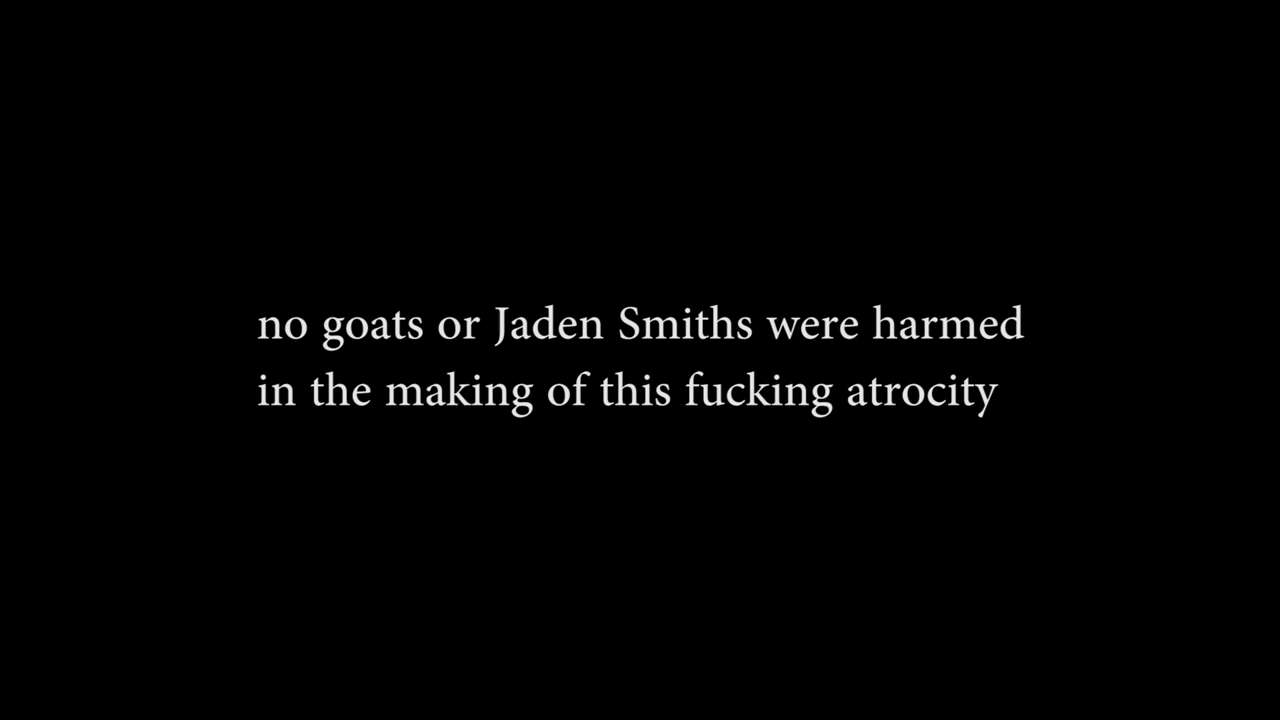 no goats or Jaden Smiths were harmed
in the making of this fucking atrocity